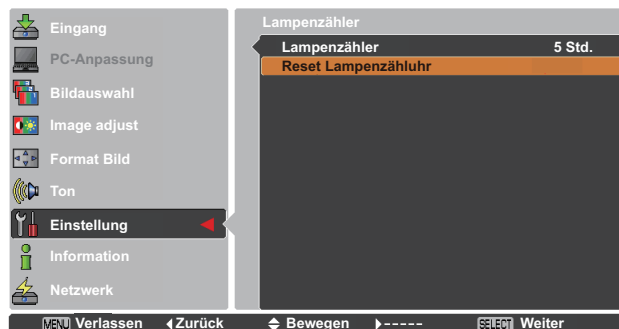 Eingang
PC-Anpassung
Bildauswahl
Image adjust
Format Bild
Ton
Einstellung
Information
Netzwerk
Lampenzähler
Lampenzähler 5 Std.
Reset Lampenzähluhr
MENU Verlassen Zurück Bewegen ----- SELECT Weiter